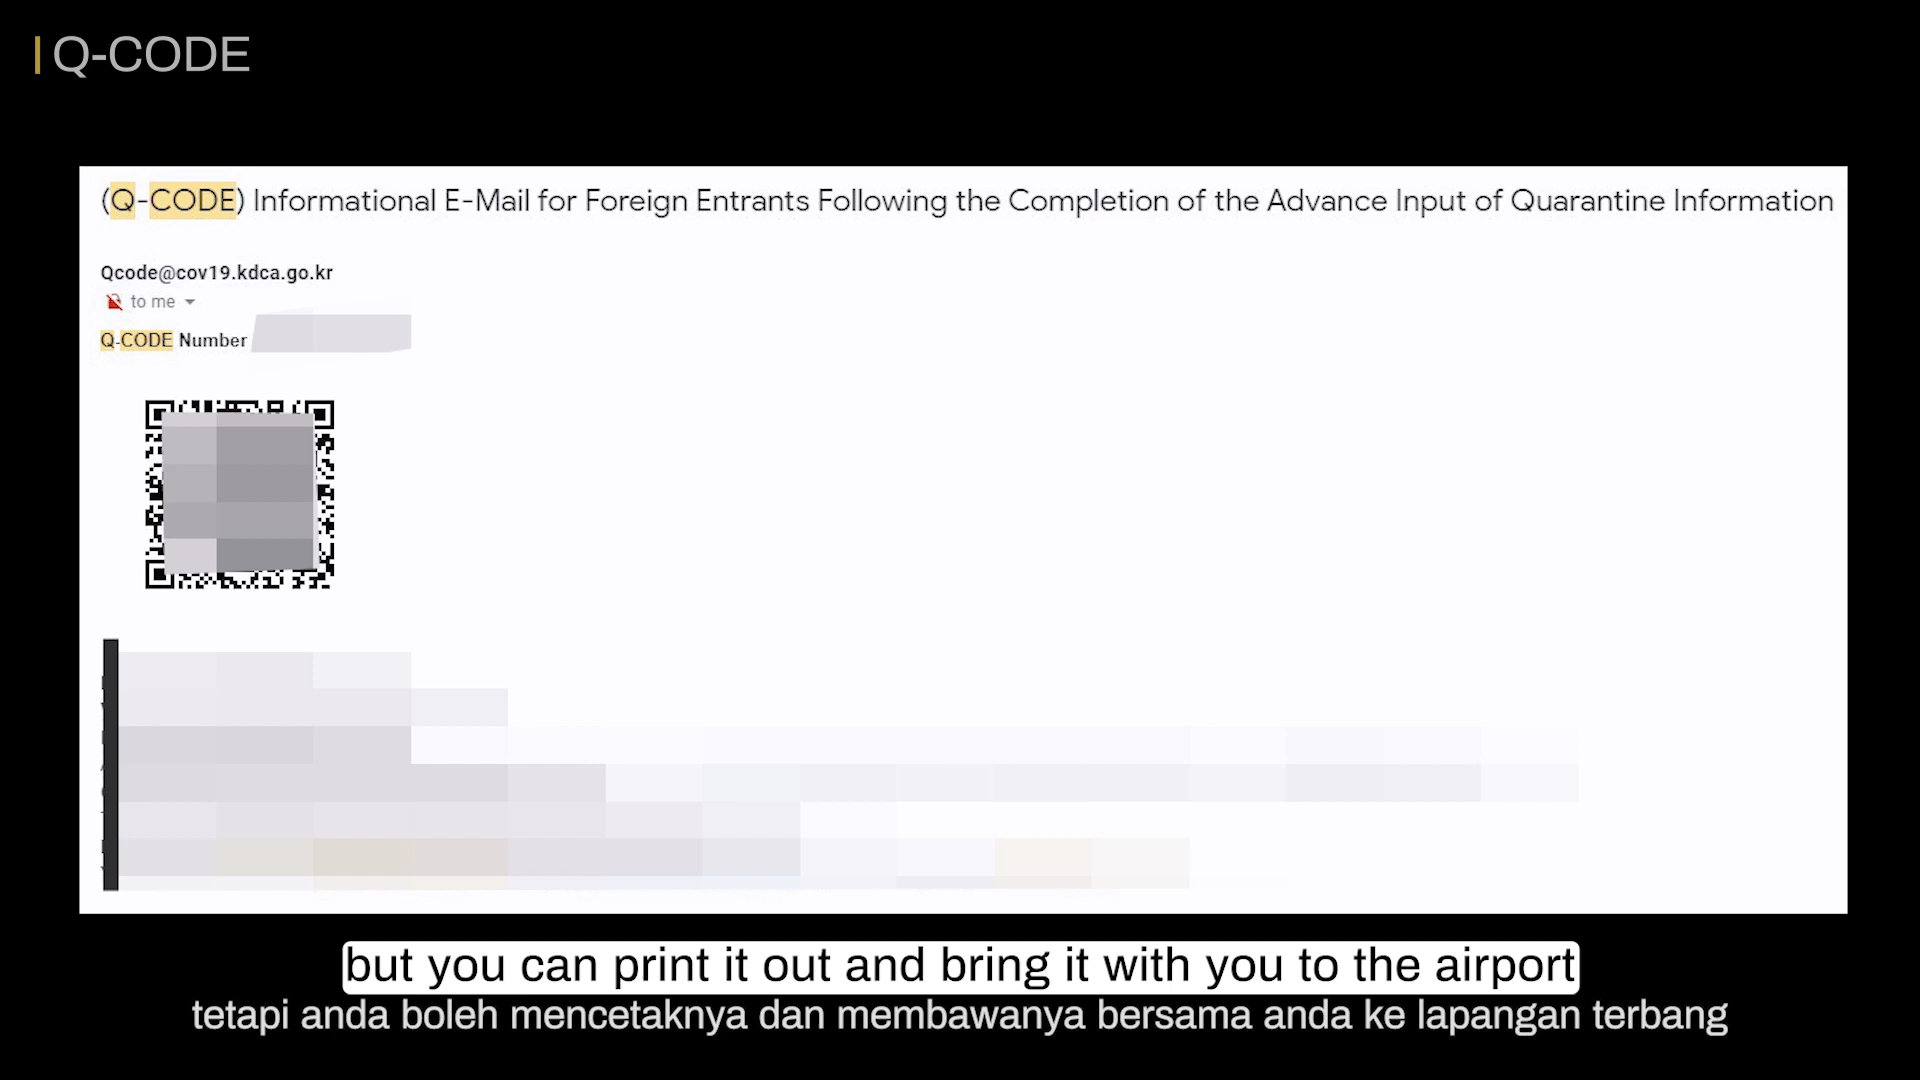 Q-CODE
(Q-CODE) Informational E-Mail for Foreign Entrants Following the Completion of the Advance Input of Quarantine Information
Qcode@cov19.kdca.go.kr
to me
Q-CODE Number
but you can print it out and bring it with you to the airport
tetapi anda boleh mencetaknya dan membawanya bersama anda ke lapangan terbang